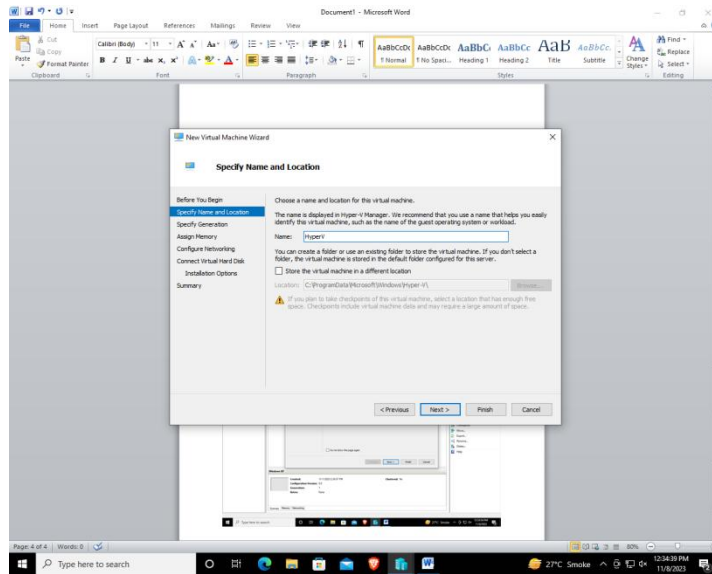 Document1 - Microsoft Word
File Home Insert Page Layout References Mailings Review View
Paste
Cut
Copy
Format Painter
Clipboard
Calibri (Body) 11
Font
Paragraph
AaBbCcDc AaBbCcDc AaBbCc AaBbCc AaB AaBbCc.
¶ Normal ¶ No Spaci... Heading 1 Heading 2 Title Subtitle
Change Styles
Styles
Find
Replace
Select
Editing
New Virtual Machine Wizard
Specify Name and Location
Before You Begin
Specify Name and Location
Specify Generation
Assign Memory
Configure Networking
Connect Virtual Hard Disk
Installation Options
Summary
Choose a name and location for this virtual machine.
The name is displayed in Hyper-V Manager. We recommend that you use a name that helps you easily
identify this virtual machine, such as the name of the guest operating system or workload.
Name: HyperV
You can create a folder or use an existing folder to store the virtual machine. If you don't select a
folder, the virtual machine is stored in the default folder configured for this server.
Store the virtual machine in a different location
Location: C:\ProgramData\Microsoft\Windows\Hyper-V\ Browse...
If you plan to take checkpoints of this virtual machine, select a location that has enough free
space. Checkpoints include virtual machine data and may require a large amount of space.
< Previous Next > Finish Cancel
Page: 4 of 4 Words: 0 80%
Type here to search
27°C Smoke
12:34:39 PM
11/8/2023